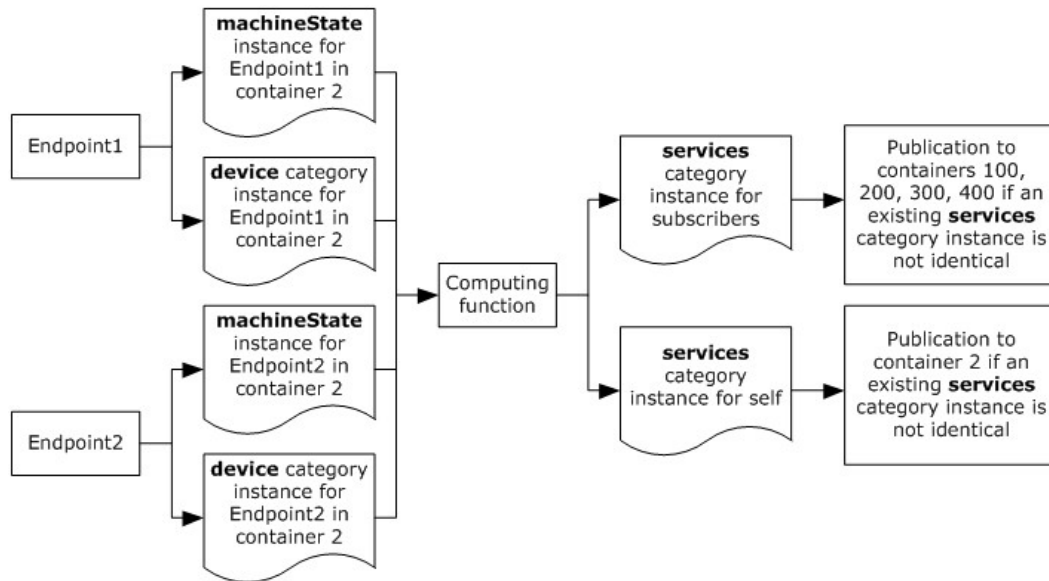 Endpoint1
machineState
instance for
Endpoint1 in
container 2
device category
instance for
Endpoint1 in
container 2
Endpoint2
machineState
instance for
Endpoint2 in
container 2
device category
instance for
Endpoint2 in
container 2
Computing
function
services
category
instance for
subscribers
Publication to
containers 100,
200, 300, 400 if an
existing services
category instance is
not identical
services
category
instance for self
Publication to
container 2 if an
existing services
category instance is
not identical